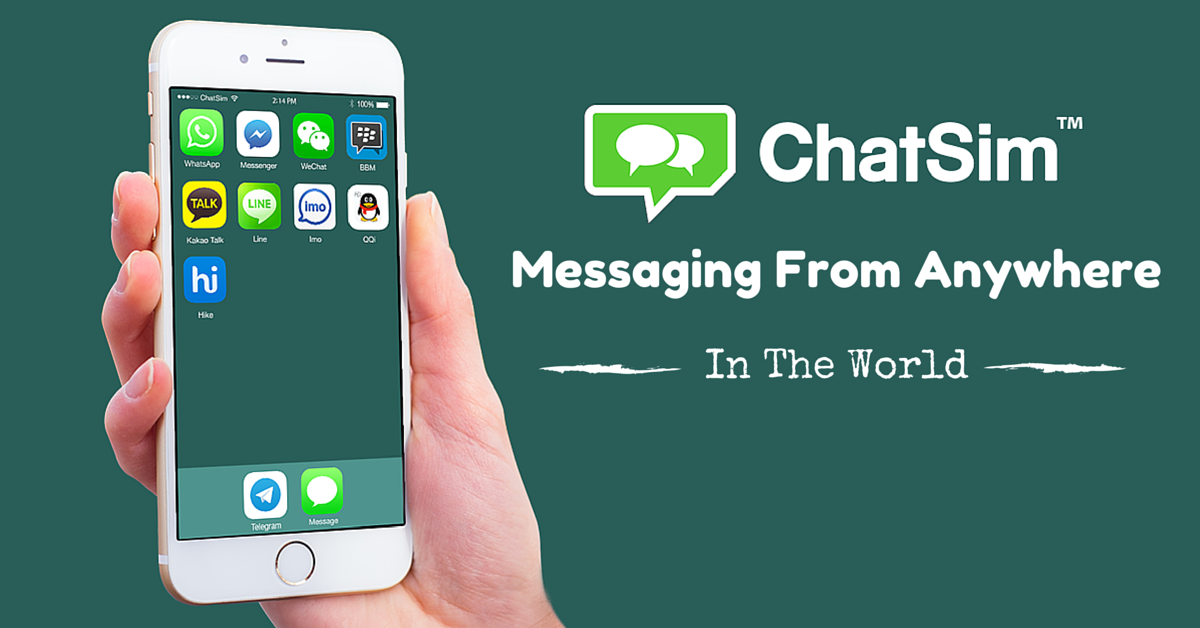 ChatSim 2:14 PM 100%
WhatsApp Messenger WeChat BBM
TALK LINE imo
Kakao Talk Line Imo QQi
hi
Hike
Telegram Message
ChatSim™
Messaging From Anywhere
In The World